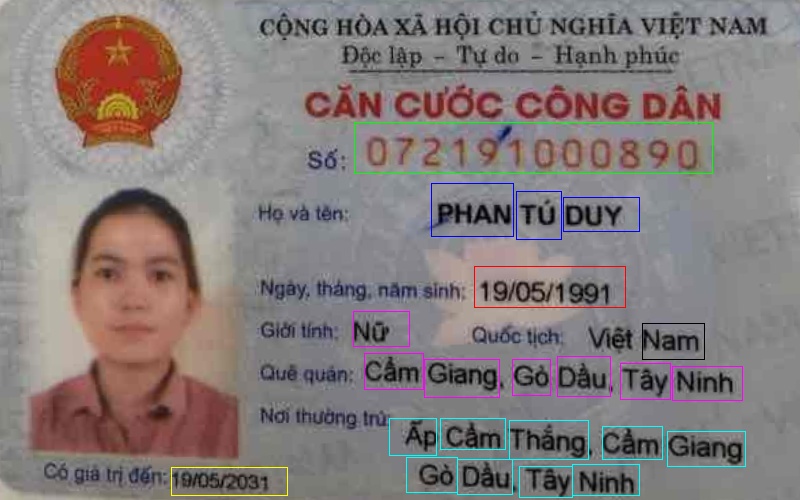 CỘNG HÒA XÃ HỘI CHỦ NGHĨA VIỆT NAM
Độc lập – Tự do – Hạnh phúc
CĂN CƯỚC CÔNG DÂN
Số: 072191000890
Họ và tên: PHAN TÚ DUY
Ngày, tháng, năm sinh: 19/05/1991
Giới tính: Nữ Quốc tịch: Việt Nam
Quê quán: Cẩm Giang, Gò Dầu, Tây Ninh
Nơi thường trú: Ấp Cẩm Thắng, Cẩm Giang
Gò Dầu, Tây Ninh
Có giá trị đến: 19/05/2031